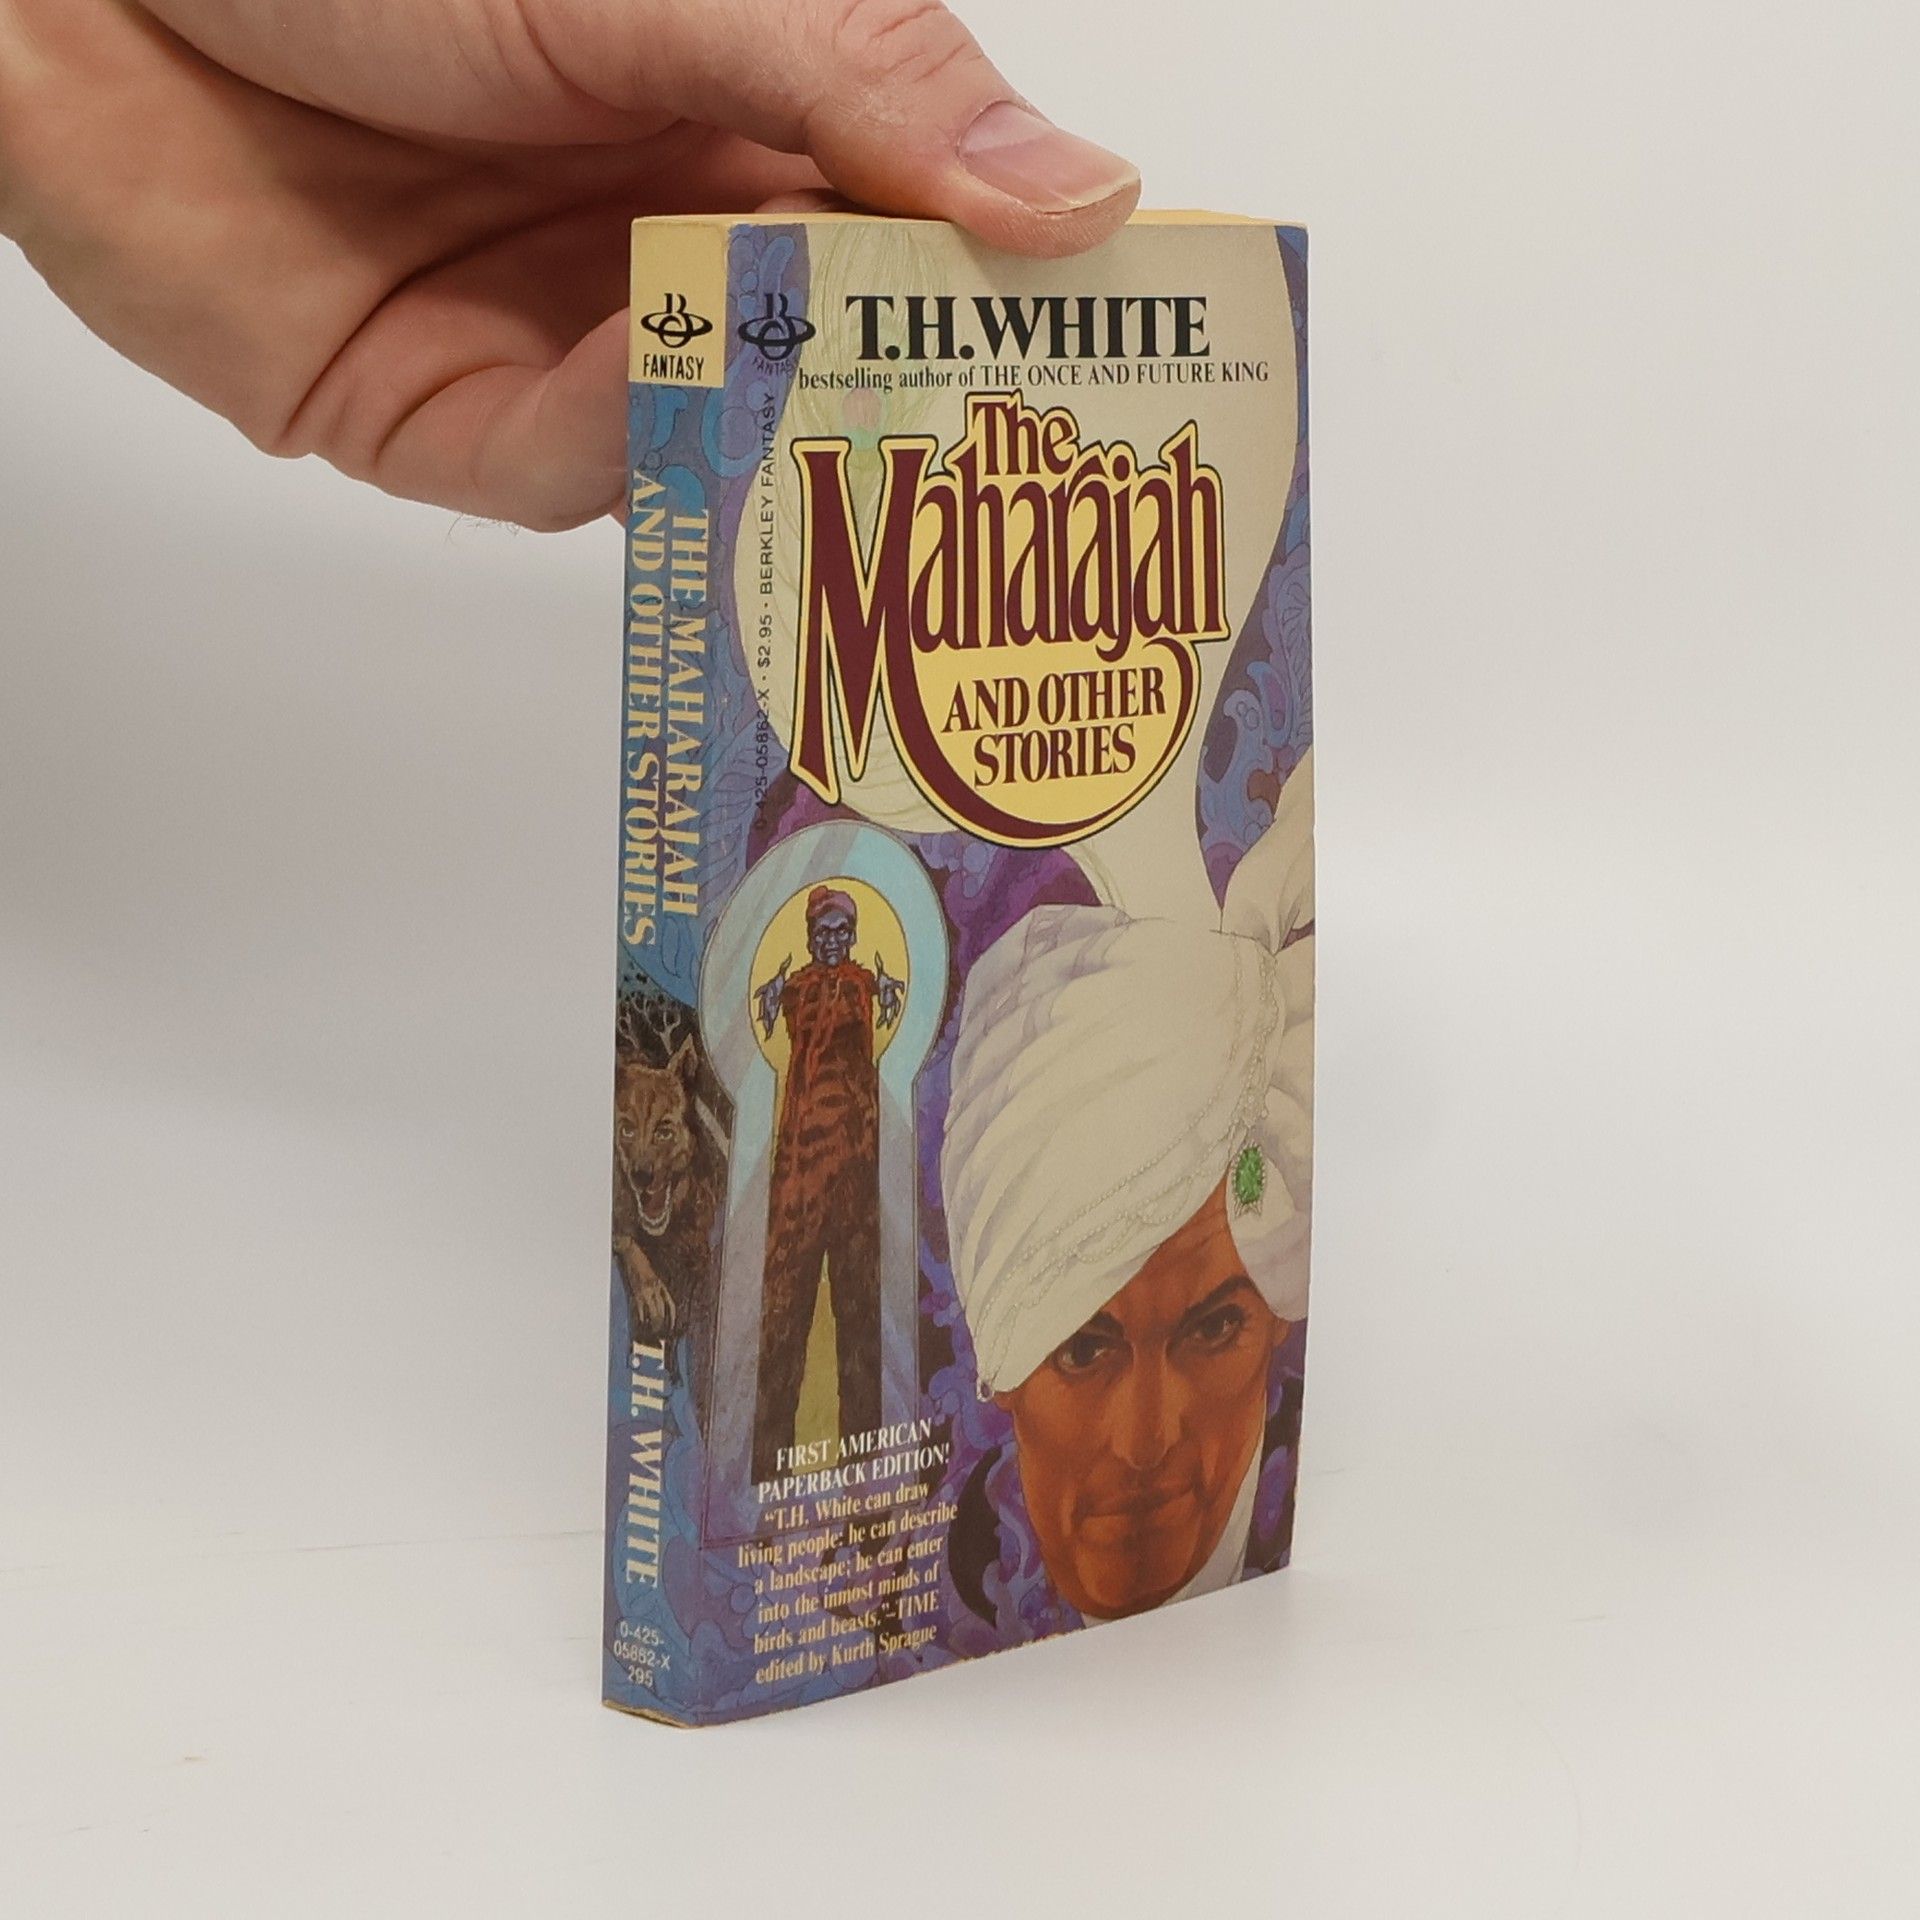 FANTASY
THE MAHARAJAH
AND OTHER STORIES
T.H. WHITE
0-425-
05862-X
295
FANTASY
0-425-05862-X · $2.95 · BERKLEY FANTASY
T.H.WHITE
bestselling author of THE ONCE AND FUTURE KING
The
Maharajah
AND OTHER
STORIES
FIRST AMERICAN
PAPERBACK EDITION!
“T.H. White can draw
living people: he can describe
a landscape; he can enter
into the inmost minds of
birds and beasts.”–TIME
edited by Kurth Sprague